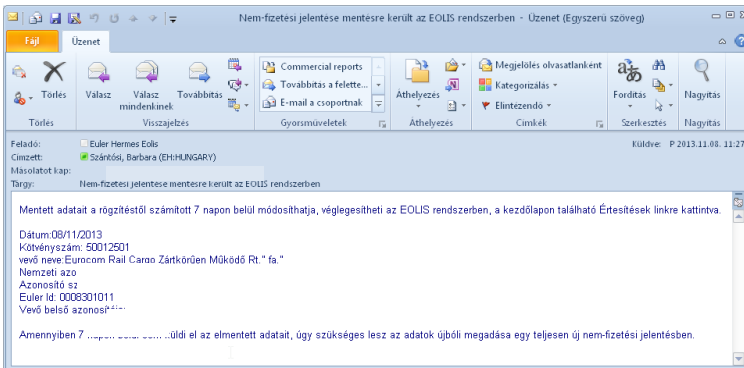 Nem-fizetési jelentése mentésre került az EOLIS rendszerben - Üzenet (Egyszerű szöveg)
Fájl Üzenet
Törlés
Válasz
Válasz mindenkinek
Továbbítás
Commercial reports
Továbbítás a felette...
E-mail a csoportnak
Áthelyezés
Megjelölés olvasatlanként
Kategorizálás
Elintézendő
Fordítás
Nagyítás
Törlés Visszajelzés Gyorsműveletek Áthelyezés Címkék Szerkesztés Nagyítás
Feladó: Euler Hermes Eolis Küldve: P 2013.11.08. 11:27
Címzett: Szántósi, Barbara (EH:HUNGARY)
Másolatot kap:
Tárgy: Nem-fizetési jelentése mentésre került az EOLIS rendszerben
Mentett adatait a rögzítéstől számított 7 napon belül módosíthatja, véglegesítheti az EOLIS rendszerben, a kezdőlapon található Értesítések linkre kattintva.
Dátum:08/11/2013
Kötvényszám: 50012501
vevő neve:Eurocom Rail Cargo Zártkörűen Működő Rt." fa."
Nemzeti azo
Azonosító sz
Euler Id: 0008301011
Vevő belső
Amennyiben 7 el az elmentett adatait, úgy szükséges lesz az adatok újbóli megadása egy teljesen új nem-fizetési jelentésben.